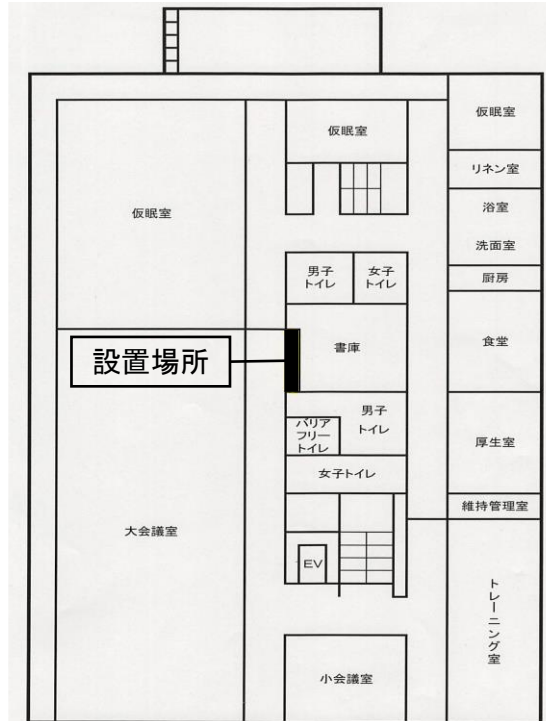 仮眠室
仮眠室
リネン室
浴室
仮眠室
洗面室
男子
トイレ
女子
トイレ
厨房
設置場所
書庫
食堂
男子
トイレ
バリア
フリー
トイレ
厚生室
女子トイレ
維持管理室
大会議室
EV
トレーニング室
小会議室